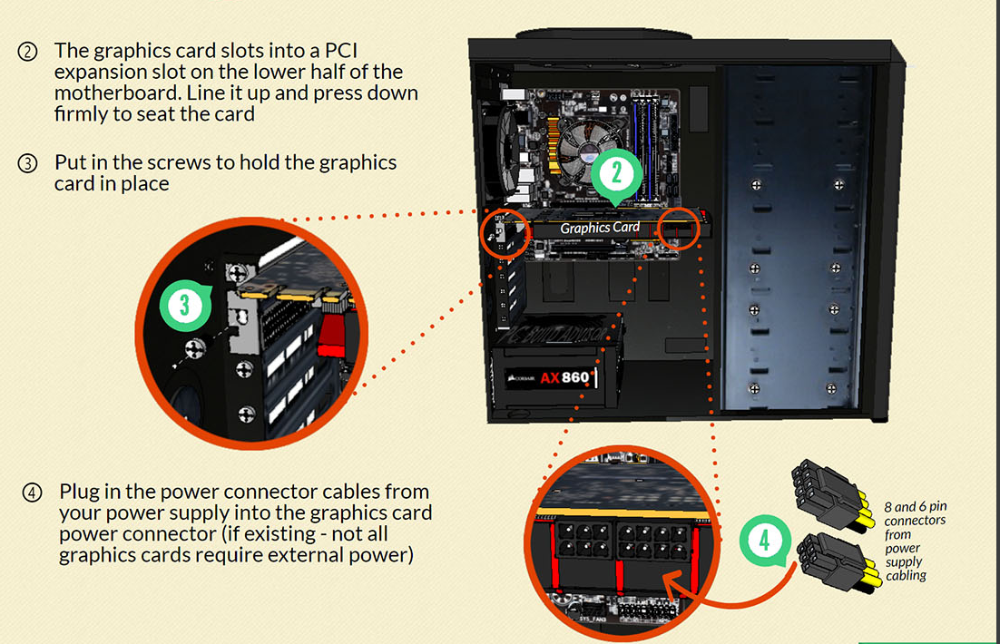 2 The graphics card slots into a PCI
expansion slot on the lower half of the
motherboard. Line it up and press down
firmly to seat the card
3 Put in the screws to hold the graphics
card in place
2
Graphics Card
3
CORSAIR AX860
4 Plug in the power connector cables from
your power supply into the graphics card
power connector (if existing - not all
graphics cards require external power)
SYS_FAN3
4
8 and 6 pin
connectors
from
power
supply
cabling